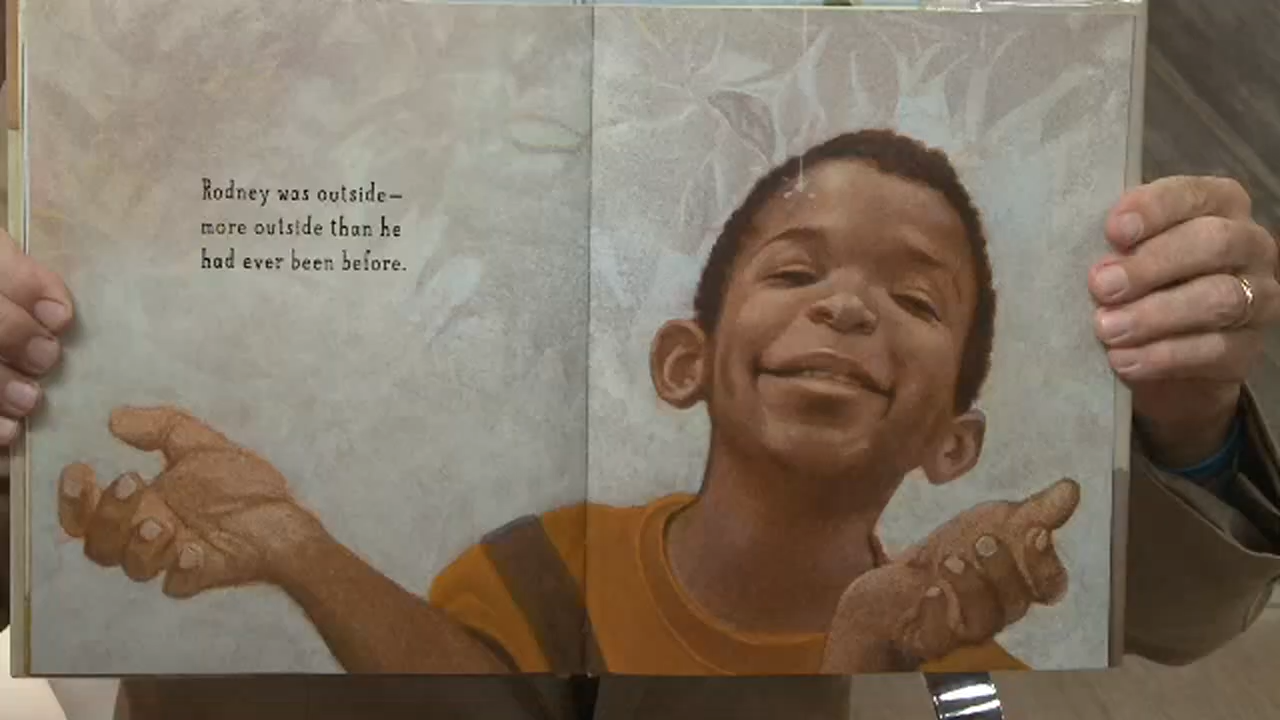 Rodney was outside—
more outside than he
had ever been before.